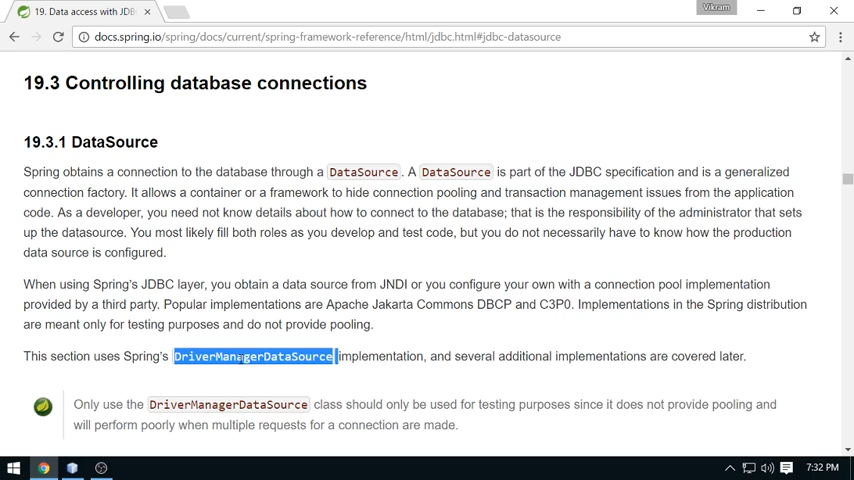 19. Data access with JDB
Vikram
docs.spring.io/spring/docs/current/spring-framework-reference/html/jdbc.html#jdbc-datasource
19.3 Controlling database connections
19.3.1 DataSource
Spring obtains a connection to the database through a DataSource. A DataSource is part of the JDBC specification and is a generalized
connection factory. It allows a container or a framework to hide connection pooling and transaction management issues from the application
code. As a developer, you need not know details about how to connect to the database; that is the responsibility of the administrator that sets
up the datasource. You most likely fill both roles as you develop and test code, but you do not necessarily have to know how the production
data source is configured.
When using Spring's JDBC layer, you obtain a data source from JNDI or you configure your own with a connection pool implementation
provided by a third party. Popular implementations are Apache Jakarta Commons DBCP and C3P0. Implementations in the Spring distribution
are meant only for testing purposes and do not provide pooling.
This section uses Spring's DriverManagerDataSource implementation, and several additional implementations are covered later.
Only use the DriverManagerDataSource class should only be used for testing purposes since it does not provide pooling and
will perform poorly when multiple requests for a connection are made.
7:32 PM